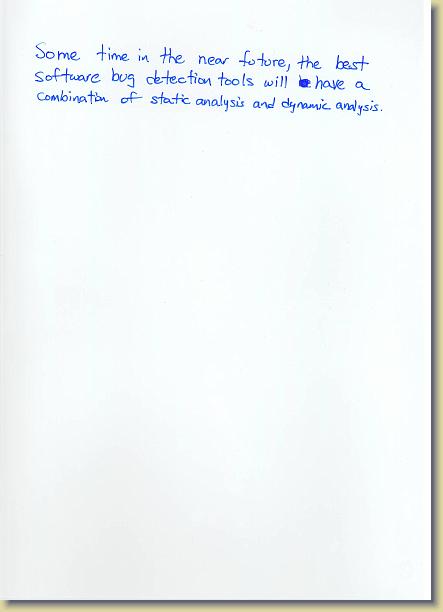 Some time in the near future, the best
software bug detection tools will have a
combination of static analysis and dynamic analysis.